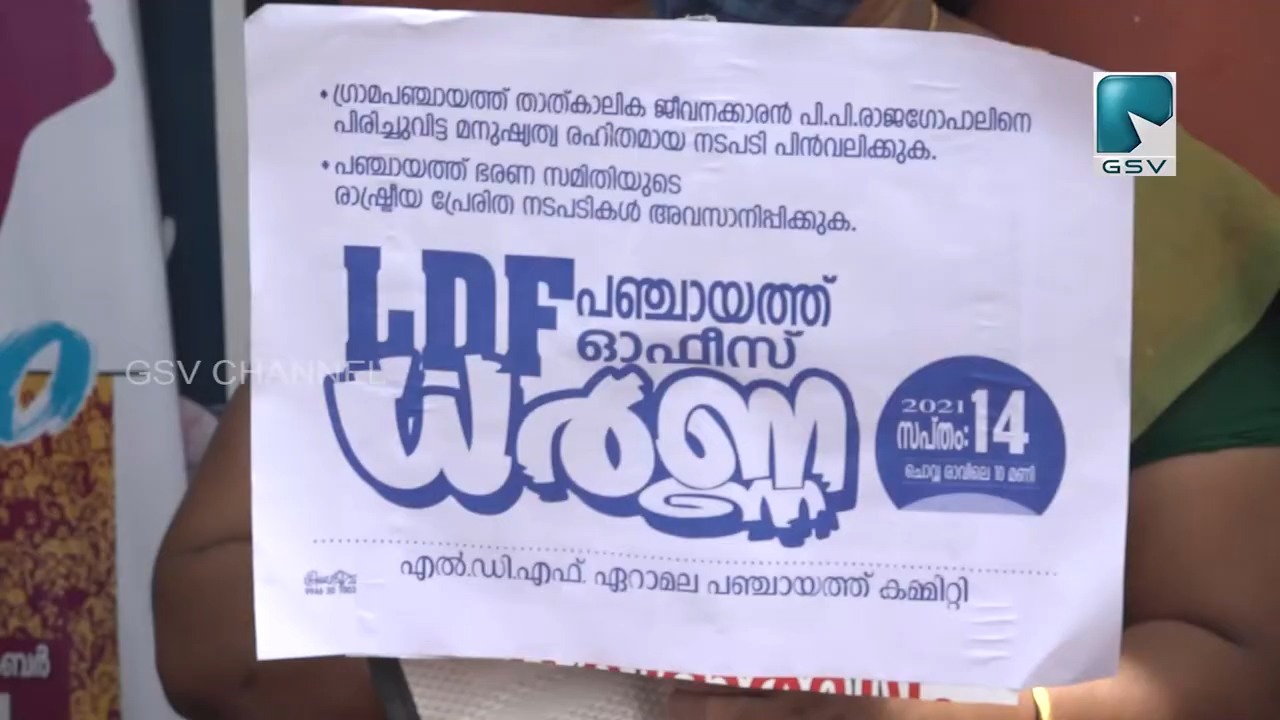 • ഗ്രാമപഞ്ചായത്ത് താത്കാലിക ജീവനക്കാരൻ പി.പി.രാജഗോപാലിനെ
പിരിച്ചുവിട്ട മനുഷ്യത്വ രഹിതമായ നടപടി പിൻവലിക്കുക.
• പഞ്ചായത്ത് ഭരണ സമിതിയുടെ
രാഷ്ട്രീയ പ്രേരിത നടപടികൾ അവസാനിപ്പിക്കുക.
LDF പഞ്ചായത്ത്
ഓഫീസ്
ധർണ്ണ
2021
സപ്തം: 14
ചൊവ്വ രാവിലെ 10 മണി
എൽ.ഡി.എഫ്. ഏറാമല പഞ്ചായത്ത് കമ്മിറ്റി
GSV
GSV CHANNEL
ബർ